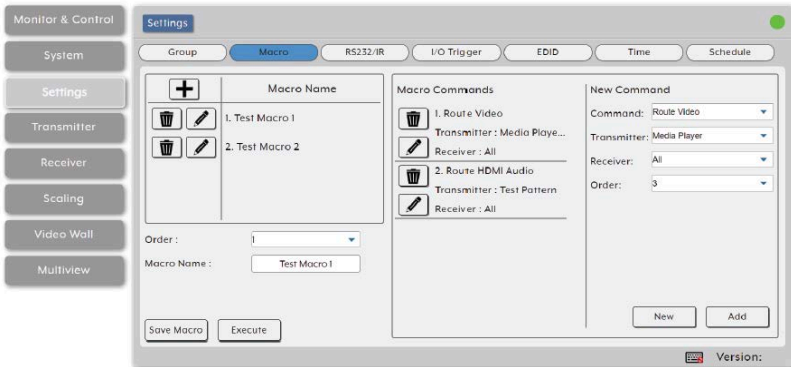 Monitor & Control
System
Settings
Transmitter
Receiver
Scaling
Video Wall
Multiview
Settings
Group
Macro
RS232/IR
I/O Trigger
EDID
Time
Schedule
Macro Name
1. Test Macro 1
2. Test Macro 2
Order :
1
Macro Name :
Test Macro 1
Save Macro
Execute
Macro Commands
1. Route Video
Transmitter : Media Playe...
Receiver : All
2. Route HDMI Audio
Transmitter : Test Pattern
Receiver : All
New Command
Command: Route Video
Transmitter: Media Player
Receiver: All
Order: 3
New
Add
Version: